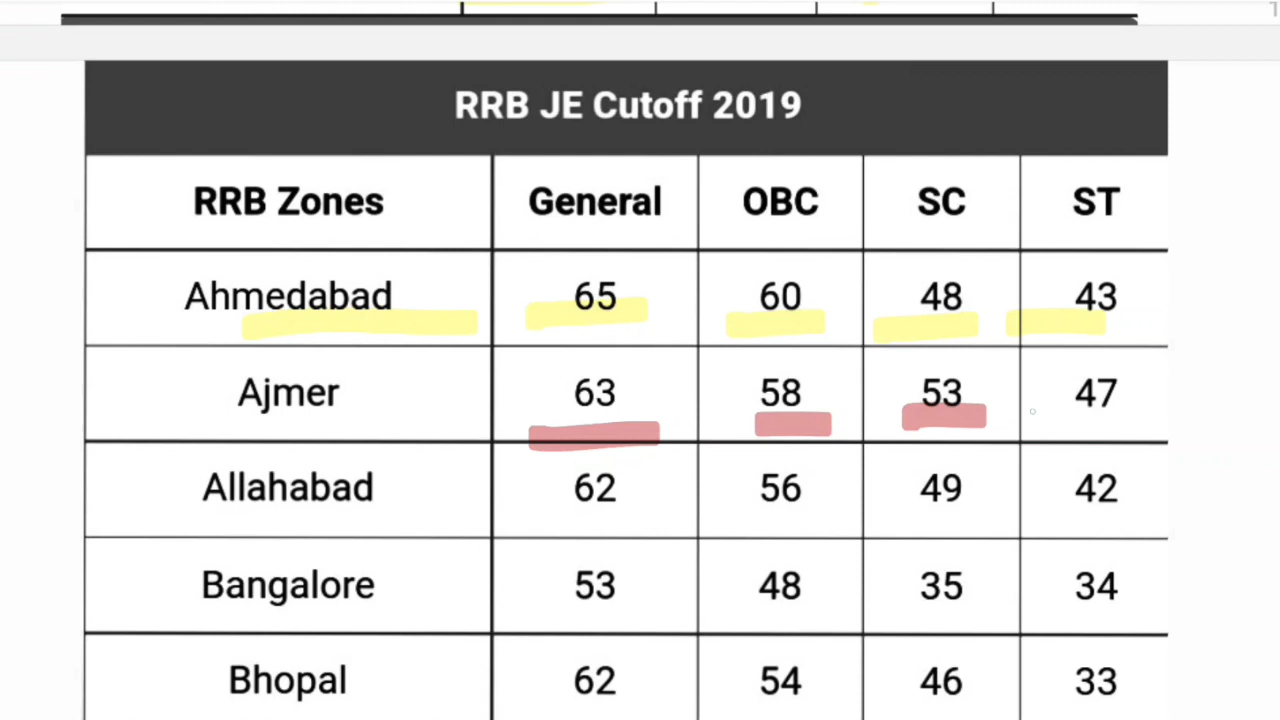 RRB JE Cutoff 2019
RRB Zones General OBC SC ST
Ahmedabad 65 60 48 43
Ajmer 63 58 53 47
Allahabad 62 56 49 42
Bangalore 53 48 35 34
Bhopal 62 54 46 33